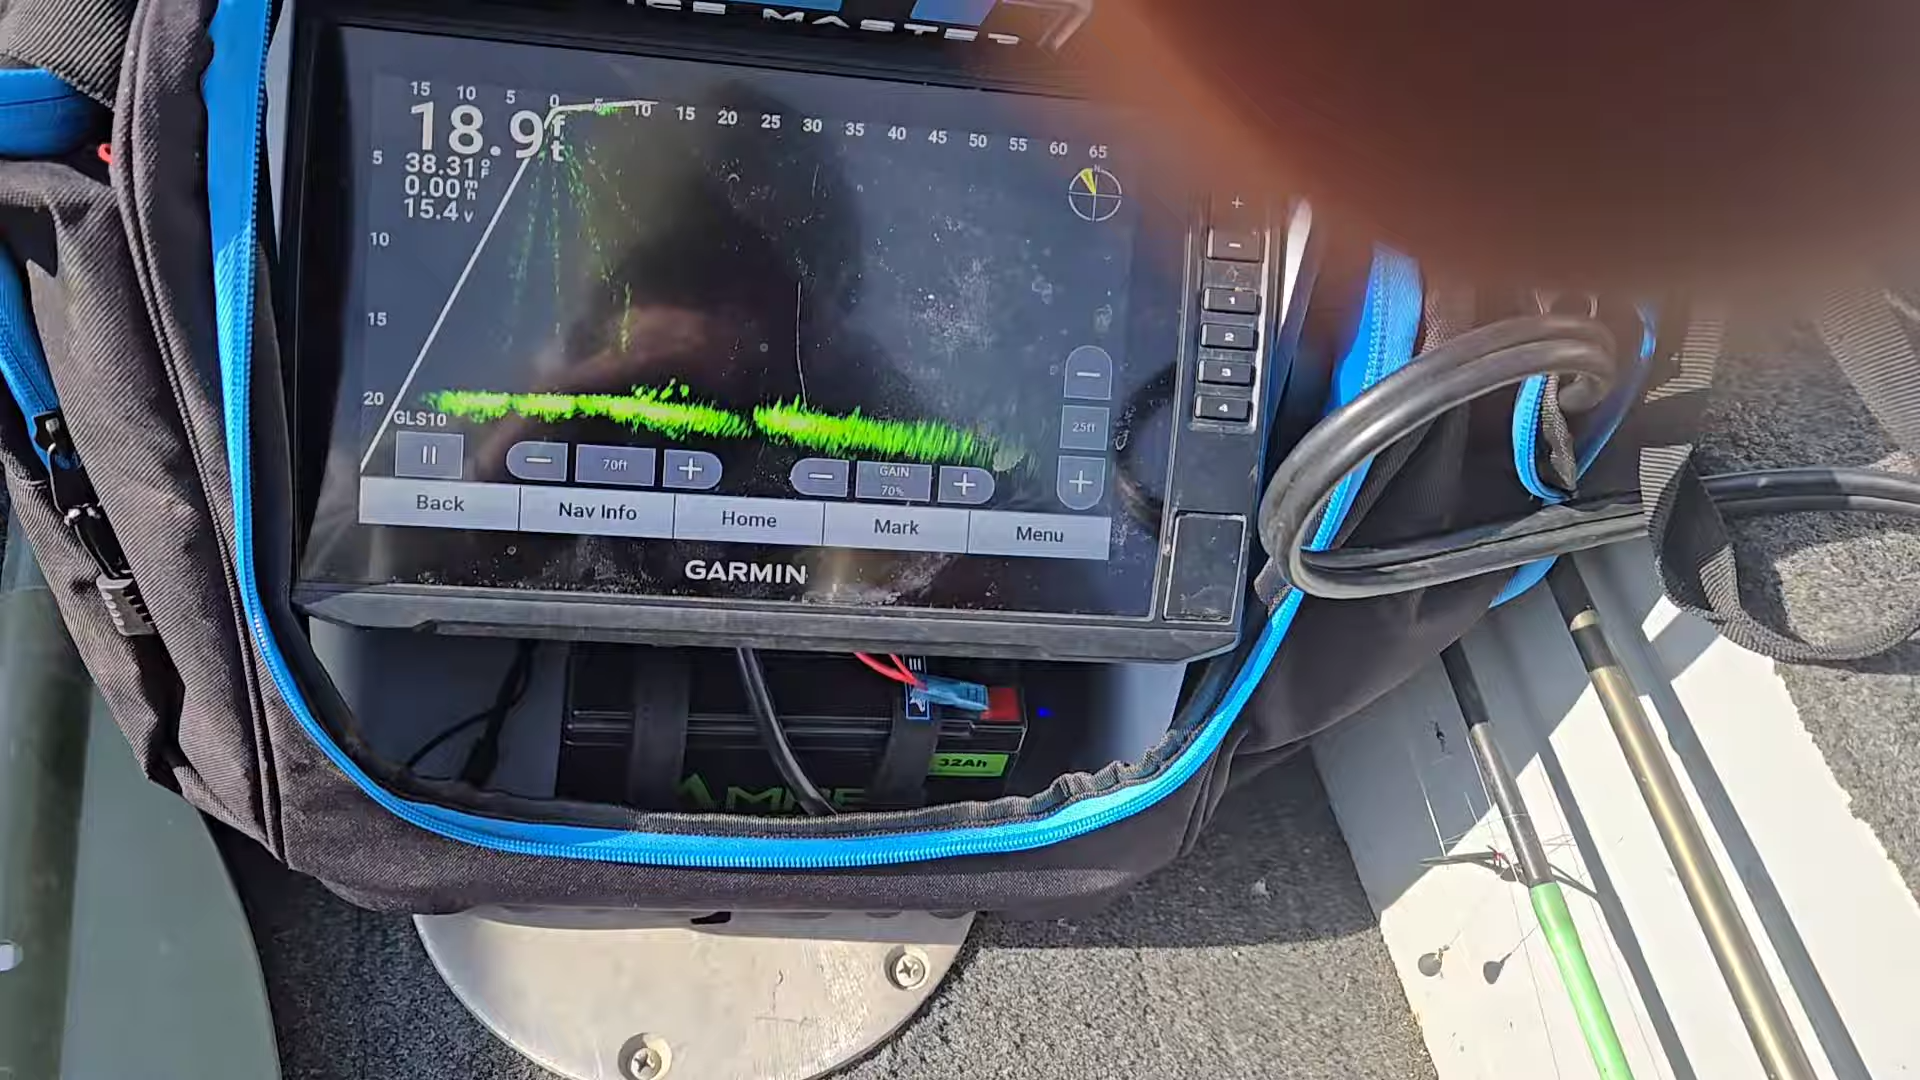 ICE MASTER
15 10 5 0 5 10 15 20 25 30 35 40 45 50 55 60 65
18.9 ft
38.31 °F
0.00 mh
15.4 v
N
5
10
15
20
GLS10
70ft
GAIN
70%
25ft
Back Nav Info Home Mark Menu
GARMIN
+
-
1
2
3
4
32Ah